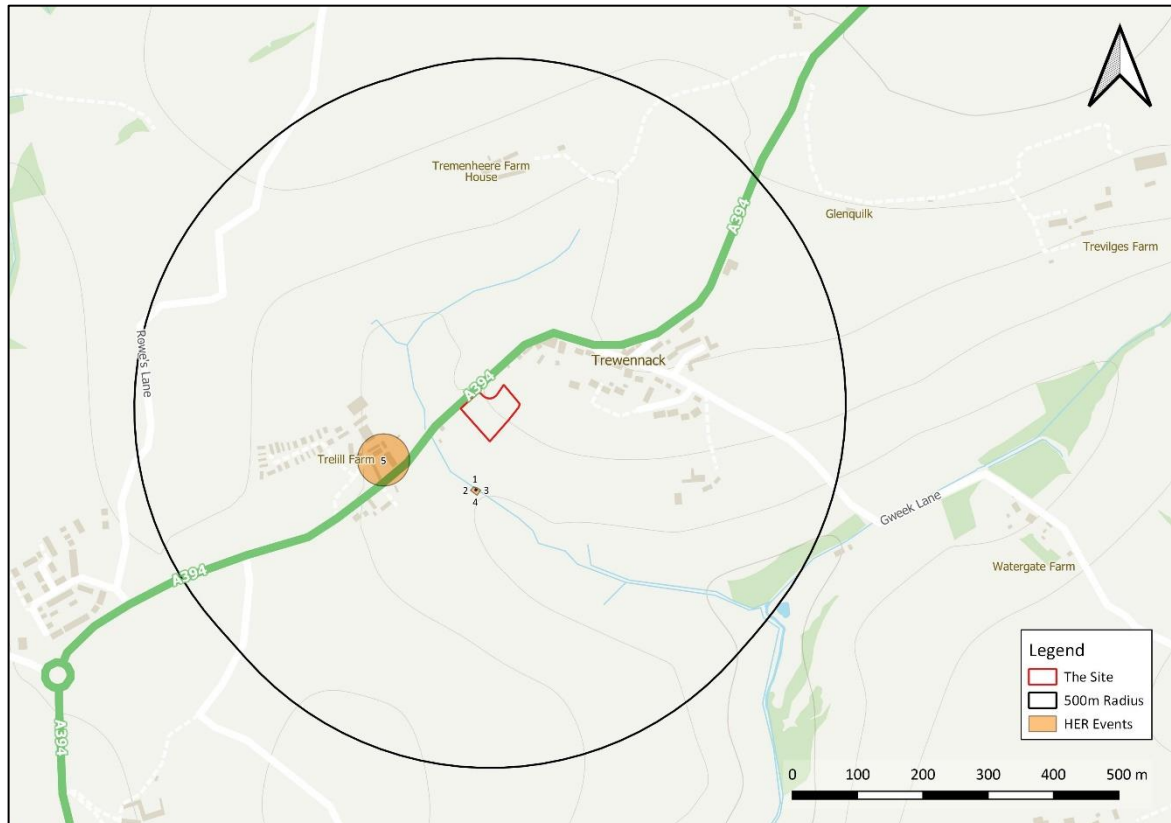 Tremenheere Farm
House
A394
Glenquilk
Trevilges Farm
Rowe's Lane
Trewennack
A394
Trelill Farm
5
1
2 3
4
Gweek Lane
Watergate Farm
A394
A394
Legend
The Site
500m Radius
HER Events
0 100 200 300 400 500 m